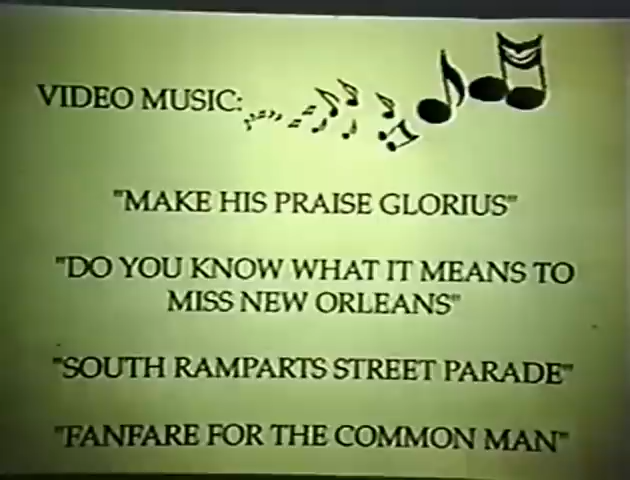 VIDEO MUSIC:
"MAKE HIS PRAISE GLORIUS"
"DO YOU KNOW WHAT IT MEANS TO
MISS NEW ORLEANS"
"SOUTH RAMPARTS STREET PARADE"
"FANFARE FOR THE COMMON MAN"